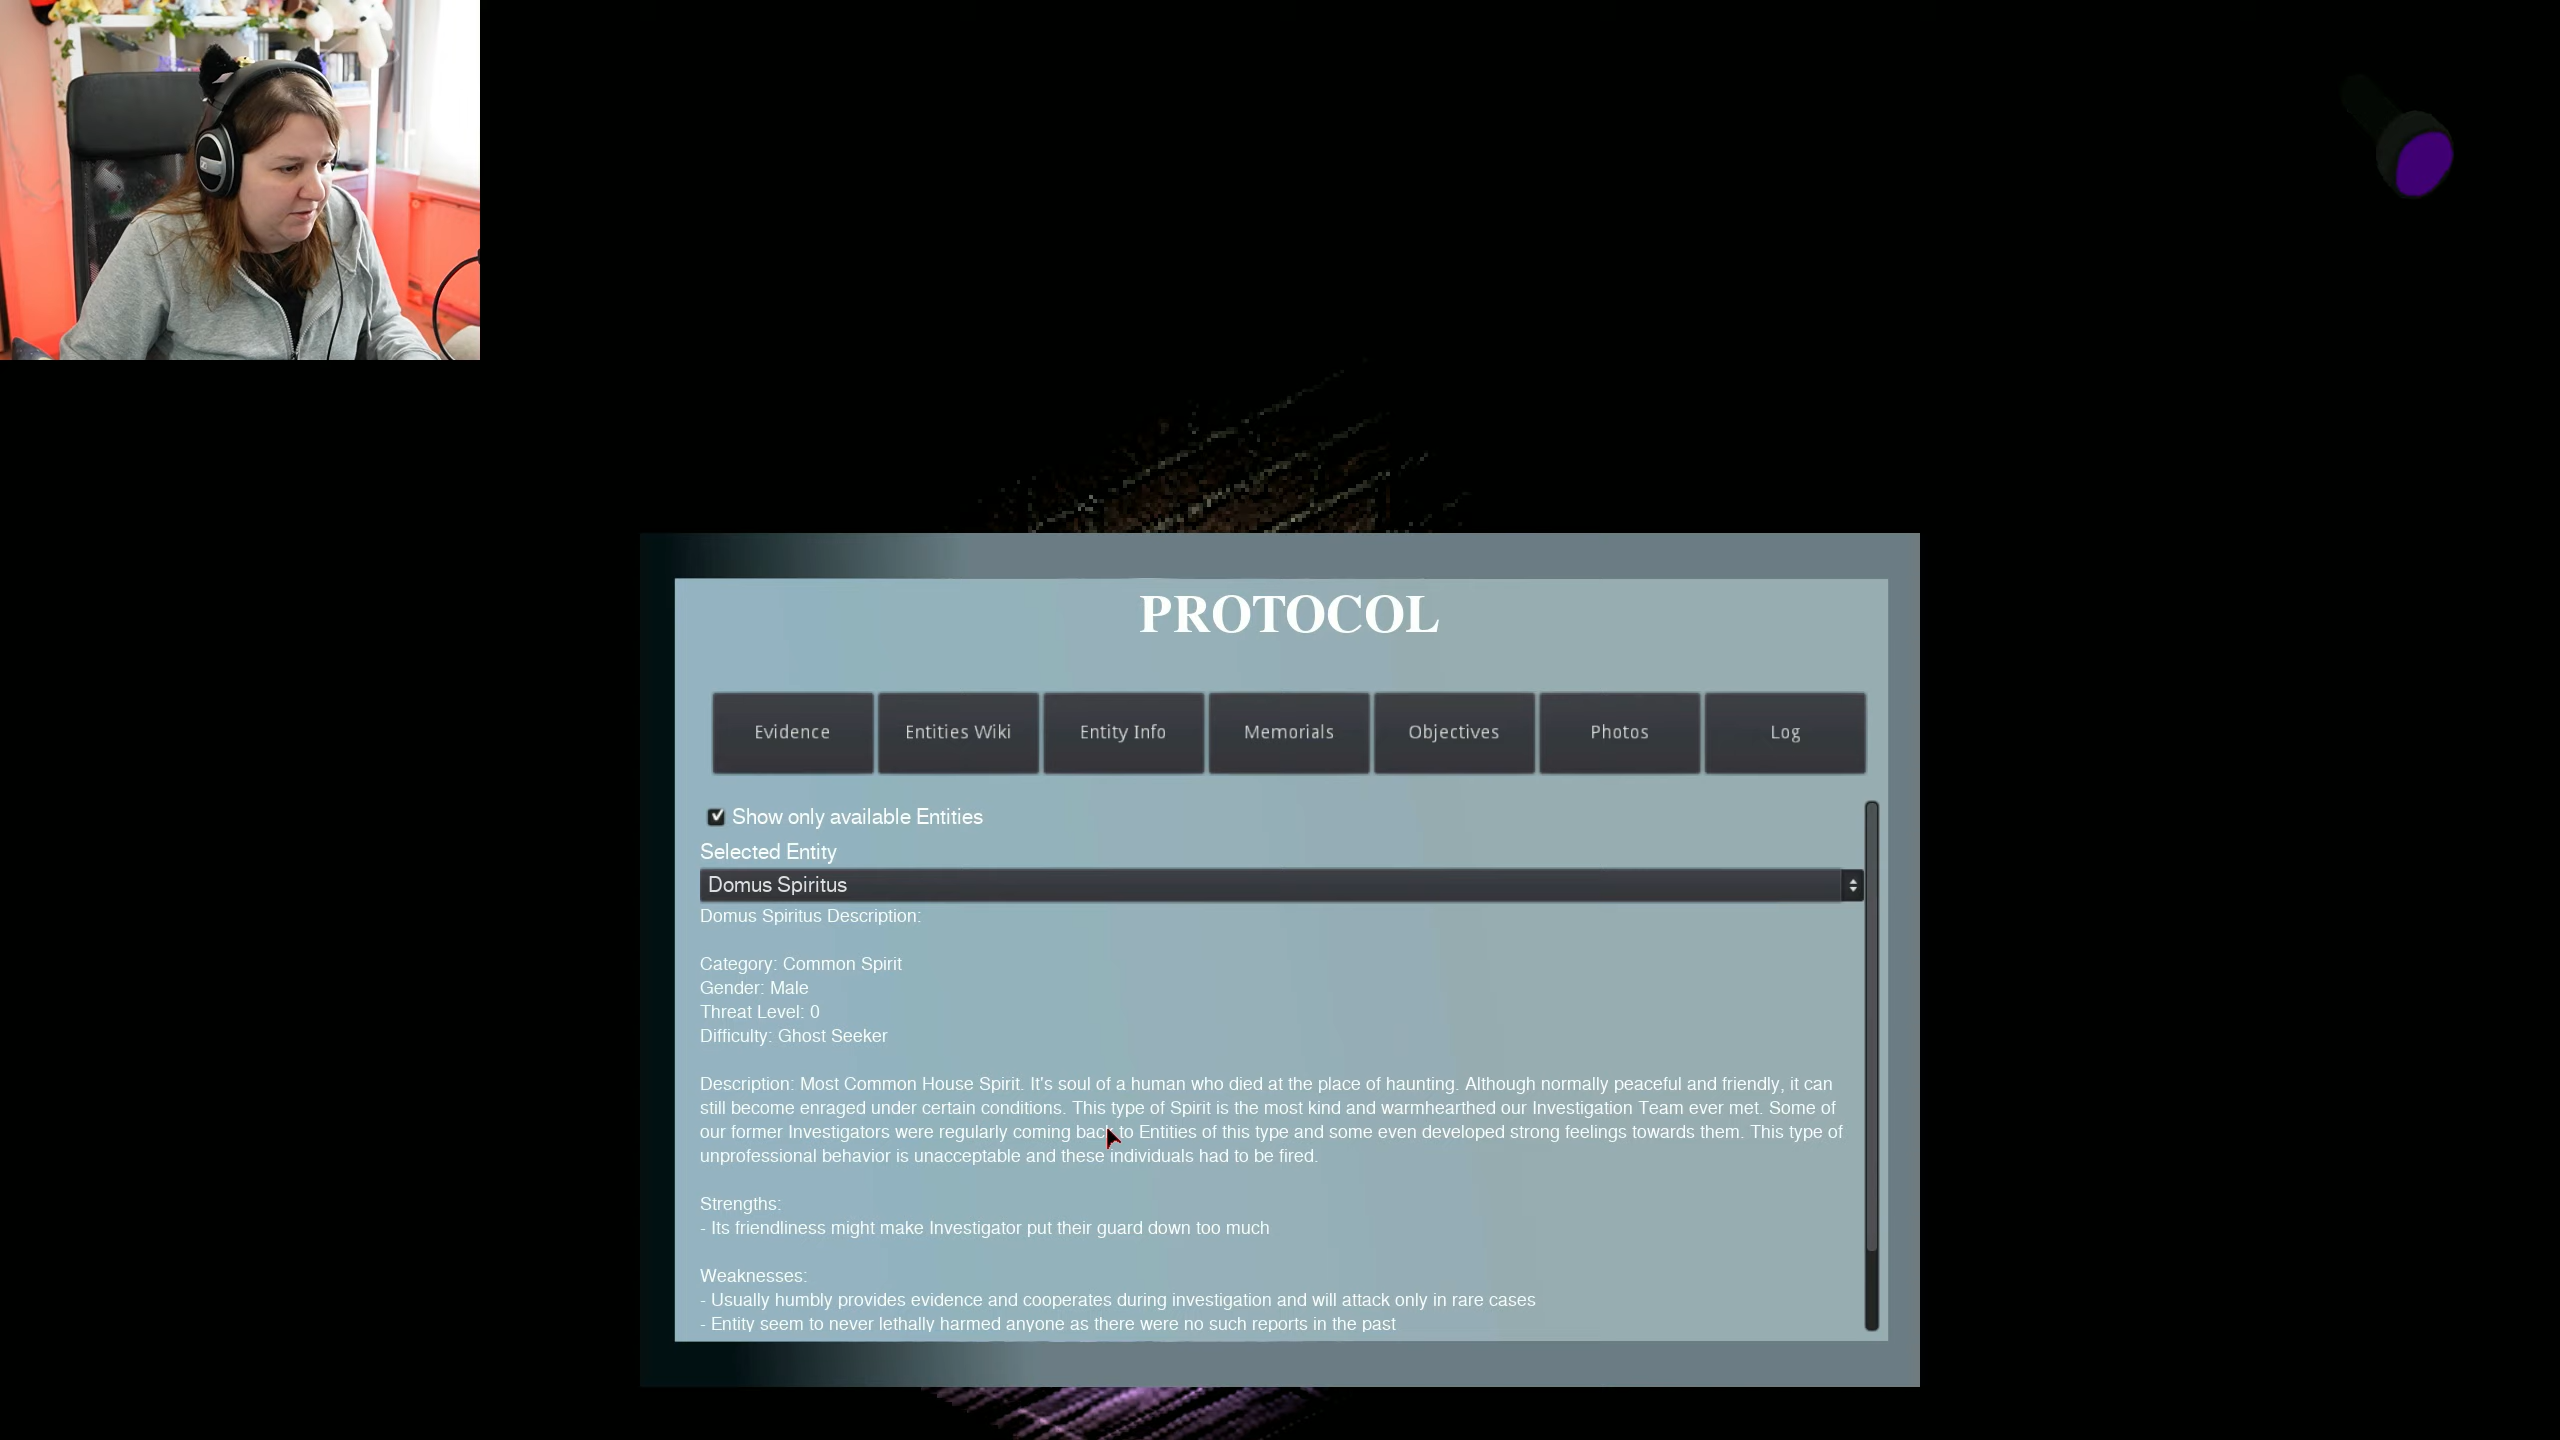 PROTOCOL
Evidence
Entities Wiki
Entity Info
Memorials
Objectives
Photos
Log
Show only available Entities
Selected Entity
Domus Spiritus
Domus Spiritus Description:
Category: Common Spirit
Gender: Male
Threat Level: 0
Difficulty: Ghost Seeker
Description: Most Common House Spirit. It's soul of a human who died at the place of haunting. Although normally peaceful and friendly, it can
still become enraged under certain conditions. This type of Spirit is the most kind and warmhearthed our Investigation Team ever met. Some of
our former Investigators were regularly coming back to Entities of this type and some even developed strong feelings towards them. This type of
unprofessional behavior is unacceptable and these individuals had to be fired.
Strengths:
- Its friendliness might make Investigator put their guard down too much
Weaknesses:
- Usually humbly provides evidence and cooperates during investigation and will attack only in rare cases
- Entity seem to never lethally harmed anyone as there were no such reports in the past